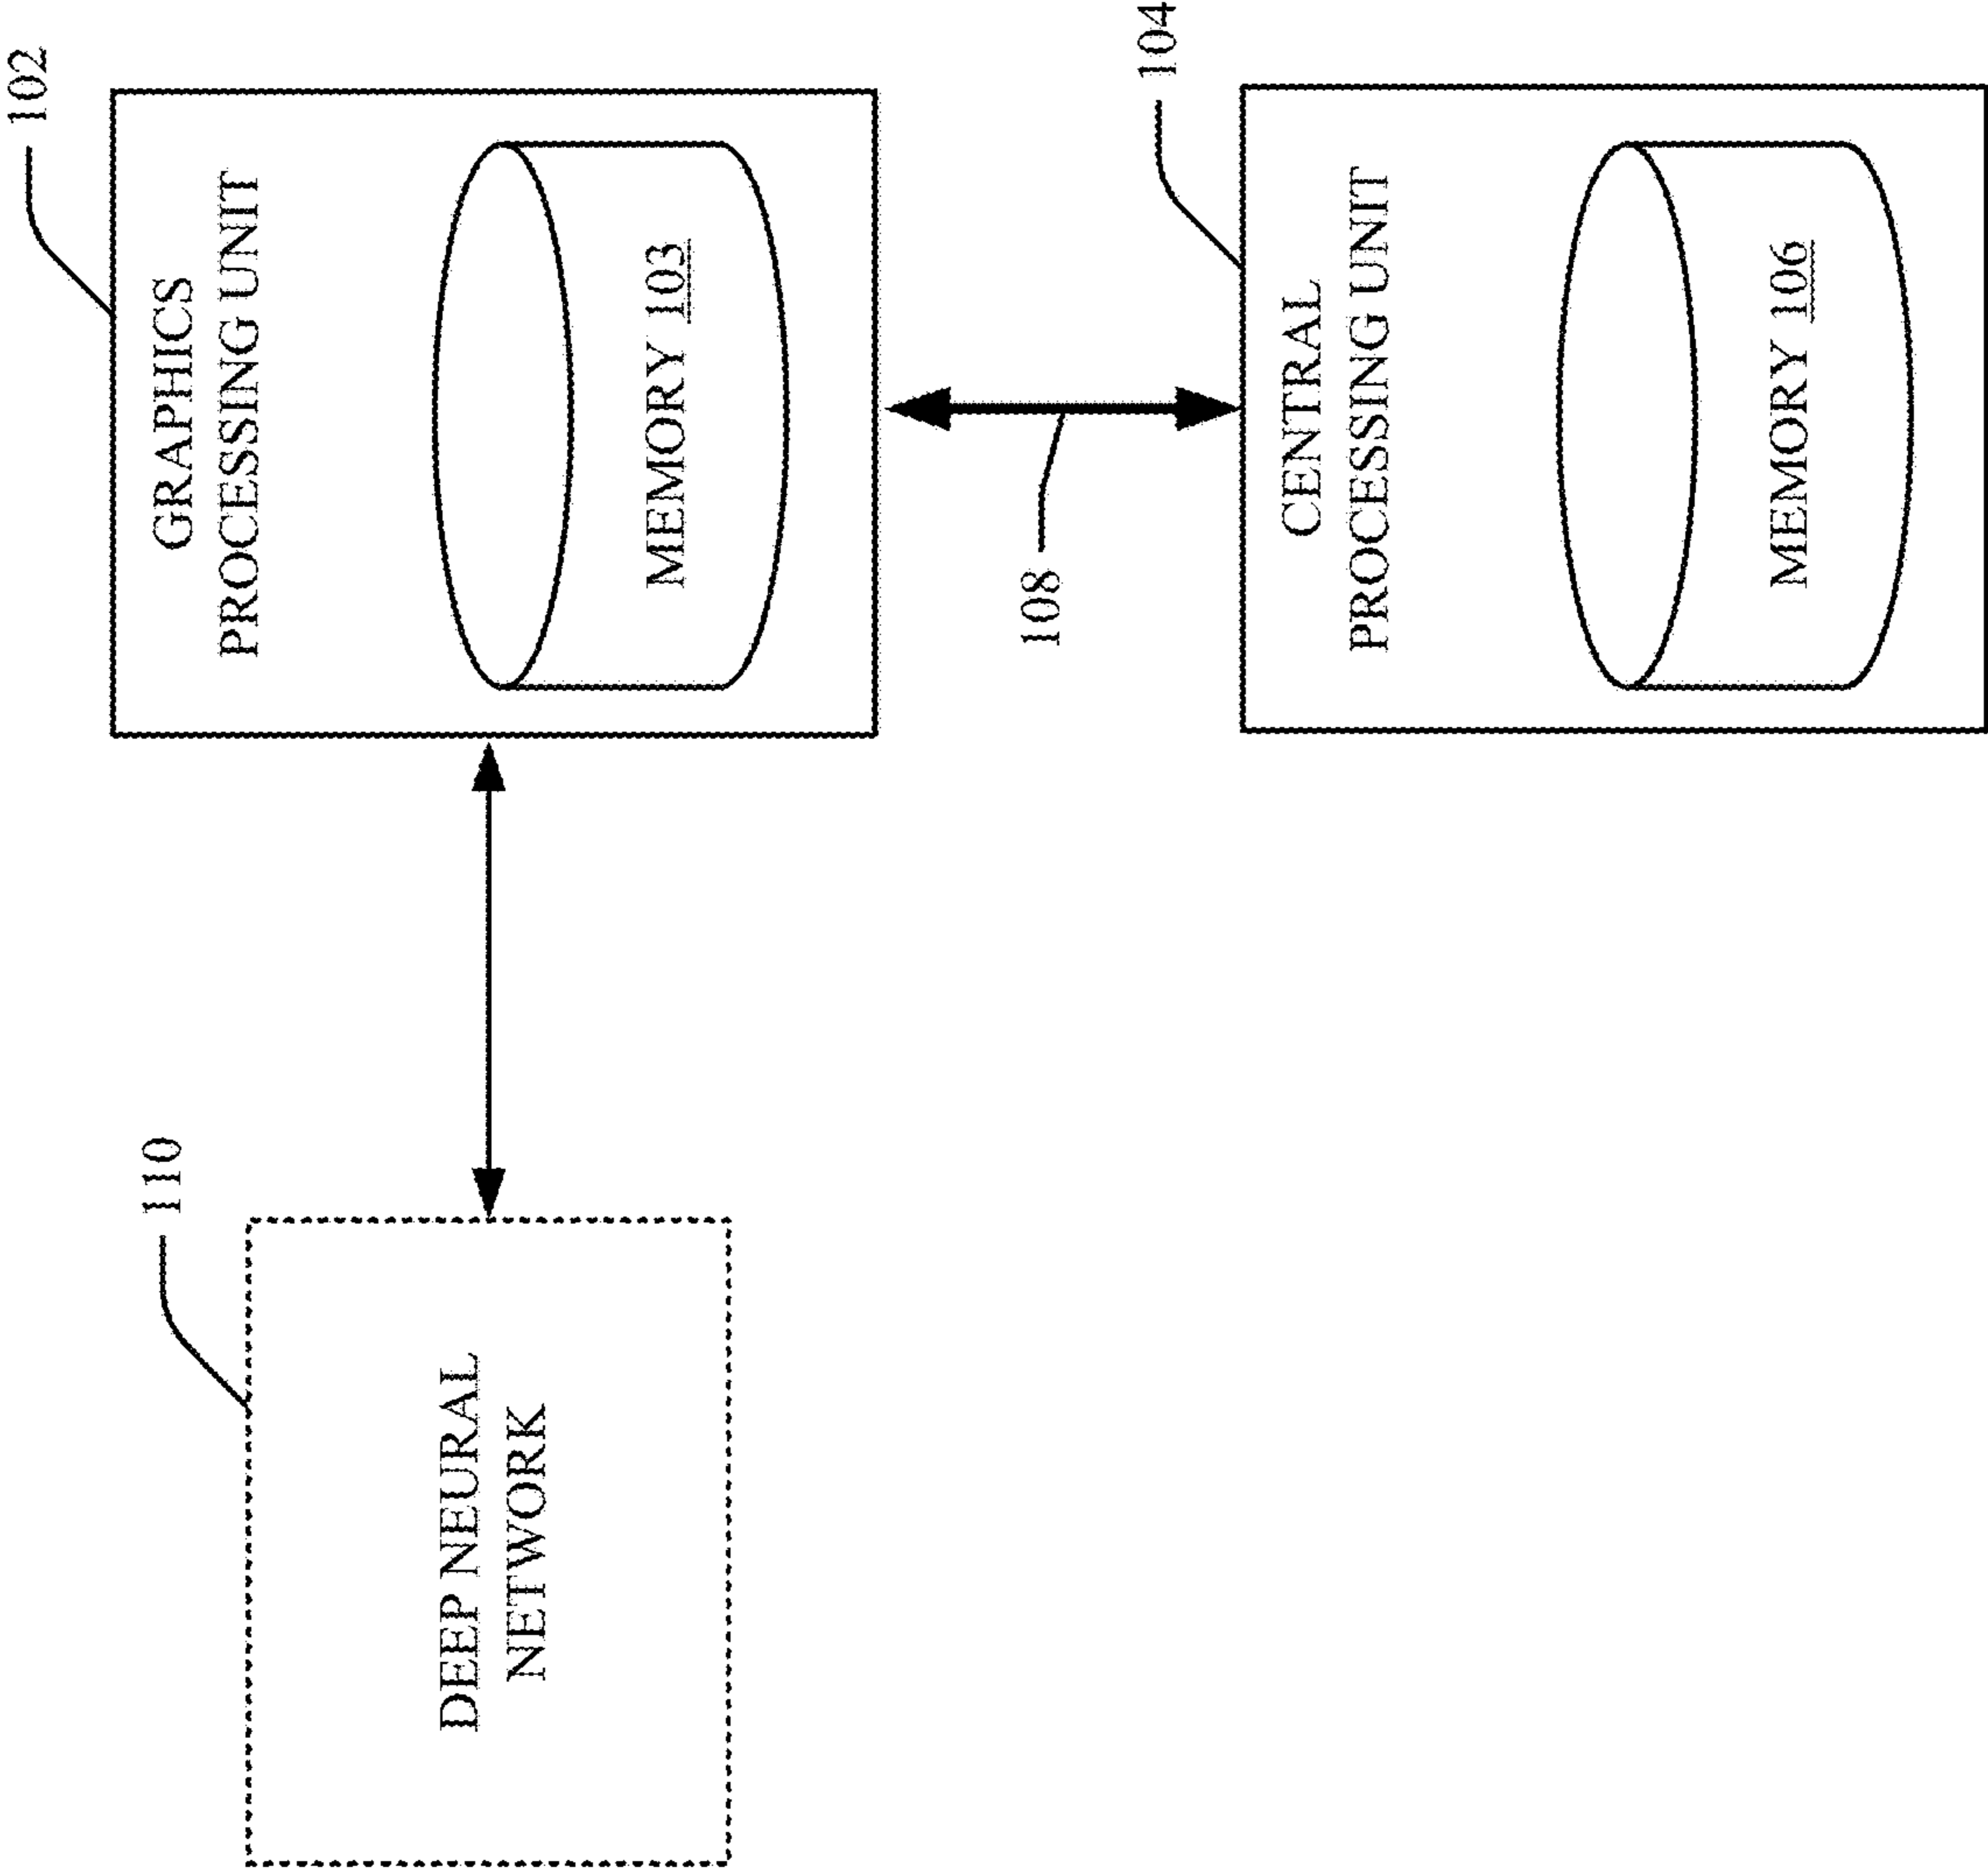 110
DEEP NEURAL
NETWORK
102
GRAPHICS
PROCESSING UNIT
MEMORY 103
108
104
CENTRAL
PROCESSING UNIT
MEMORY 106